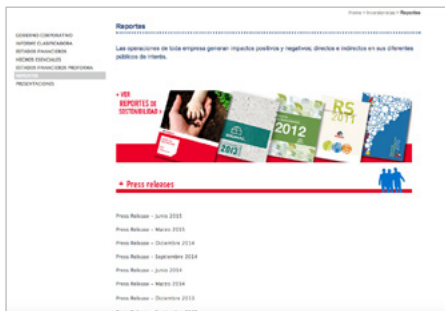 Home > Inversionistas > Reportes
Reportes
GOBIERNO CORPORATIVO
INFORME CLASIFICADORA
ESTADOS FINANCIEROS
HECHOS ESENCIALES
ESTADOS FINANCIEROS PROFORMA
REPORTES
PRESENTACIONES
Las operaciones de toda empresa generan impactos positivos y negativos, directos e indirectos en sus diferentes
públicos de interés.
+ VER
REPORTES DE
SOSTENIBILIDAD >
2013
2012
RS
2011
+ Press releases
Press Release - Junio 2015
Press Release - Marzo 2015
Press Release - Diciembre 2014
Press Release - Septiembre 2014
Press Release - Junio 2014
Press Release - Marzo 2014
Press Release - Diciembre 2013